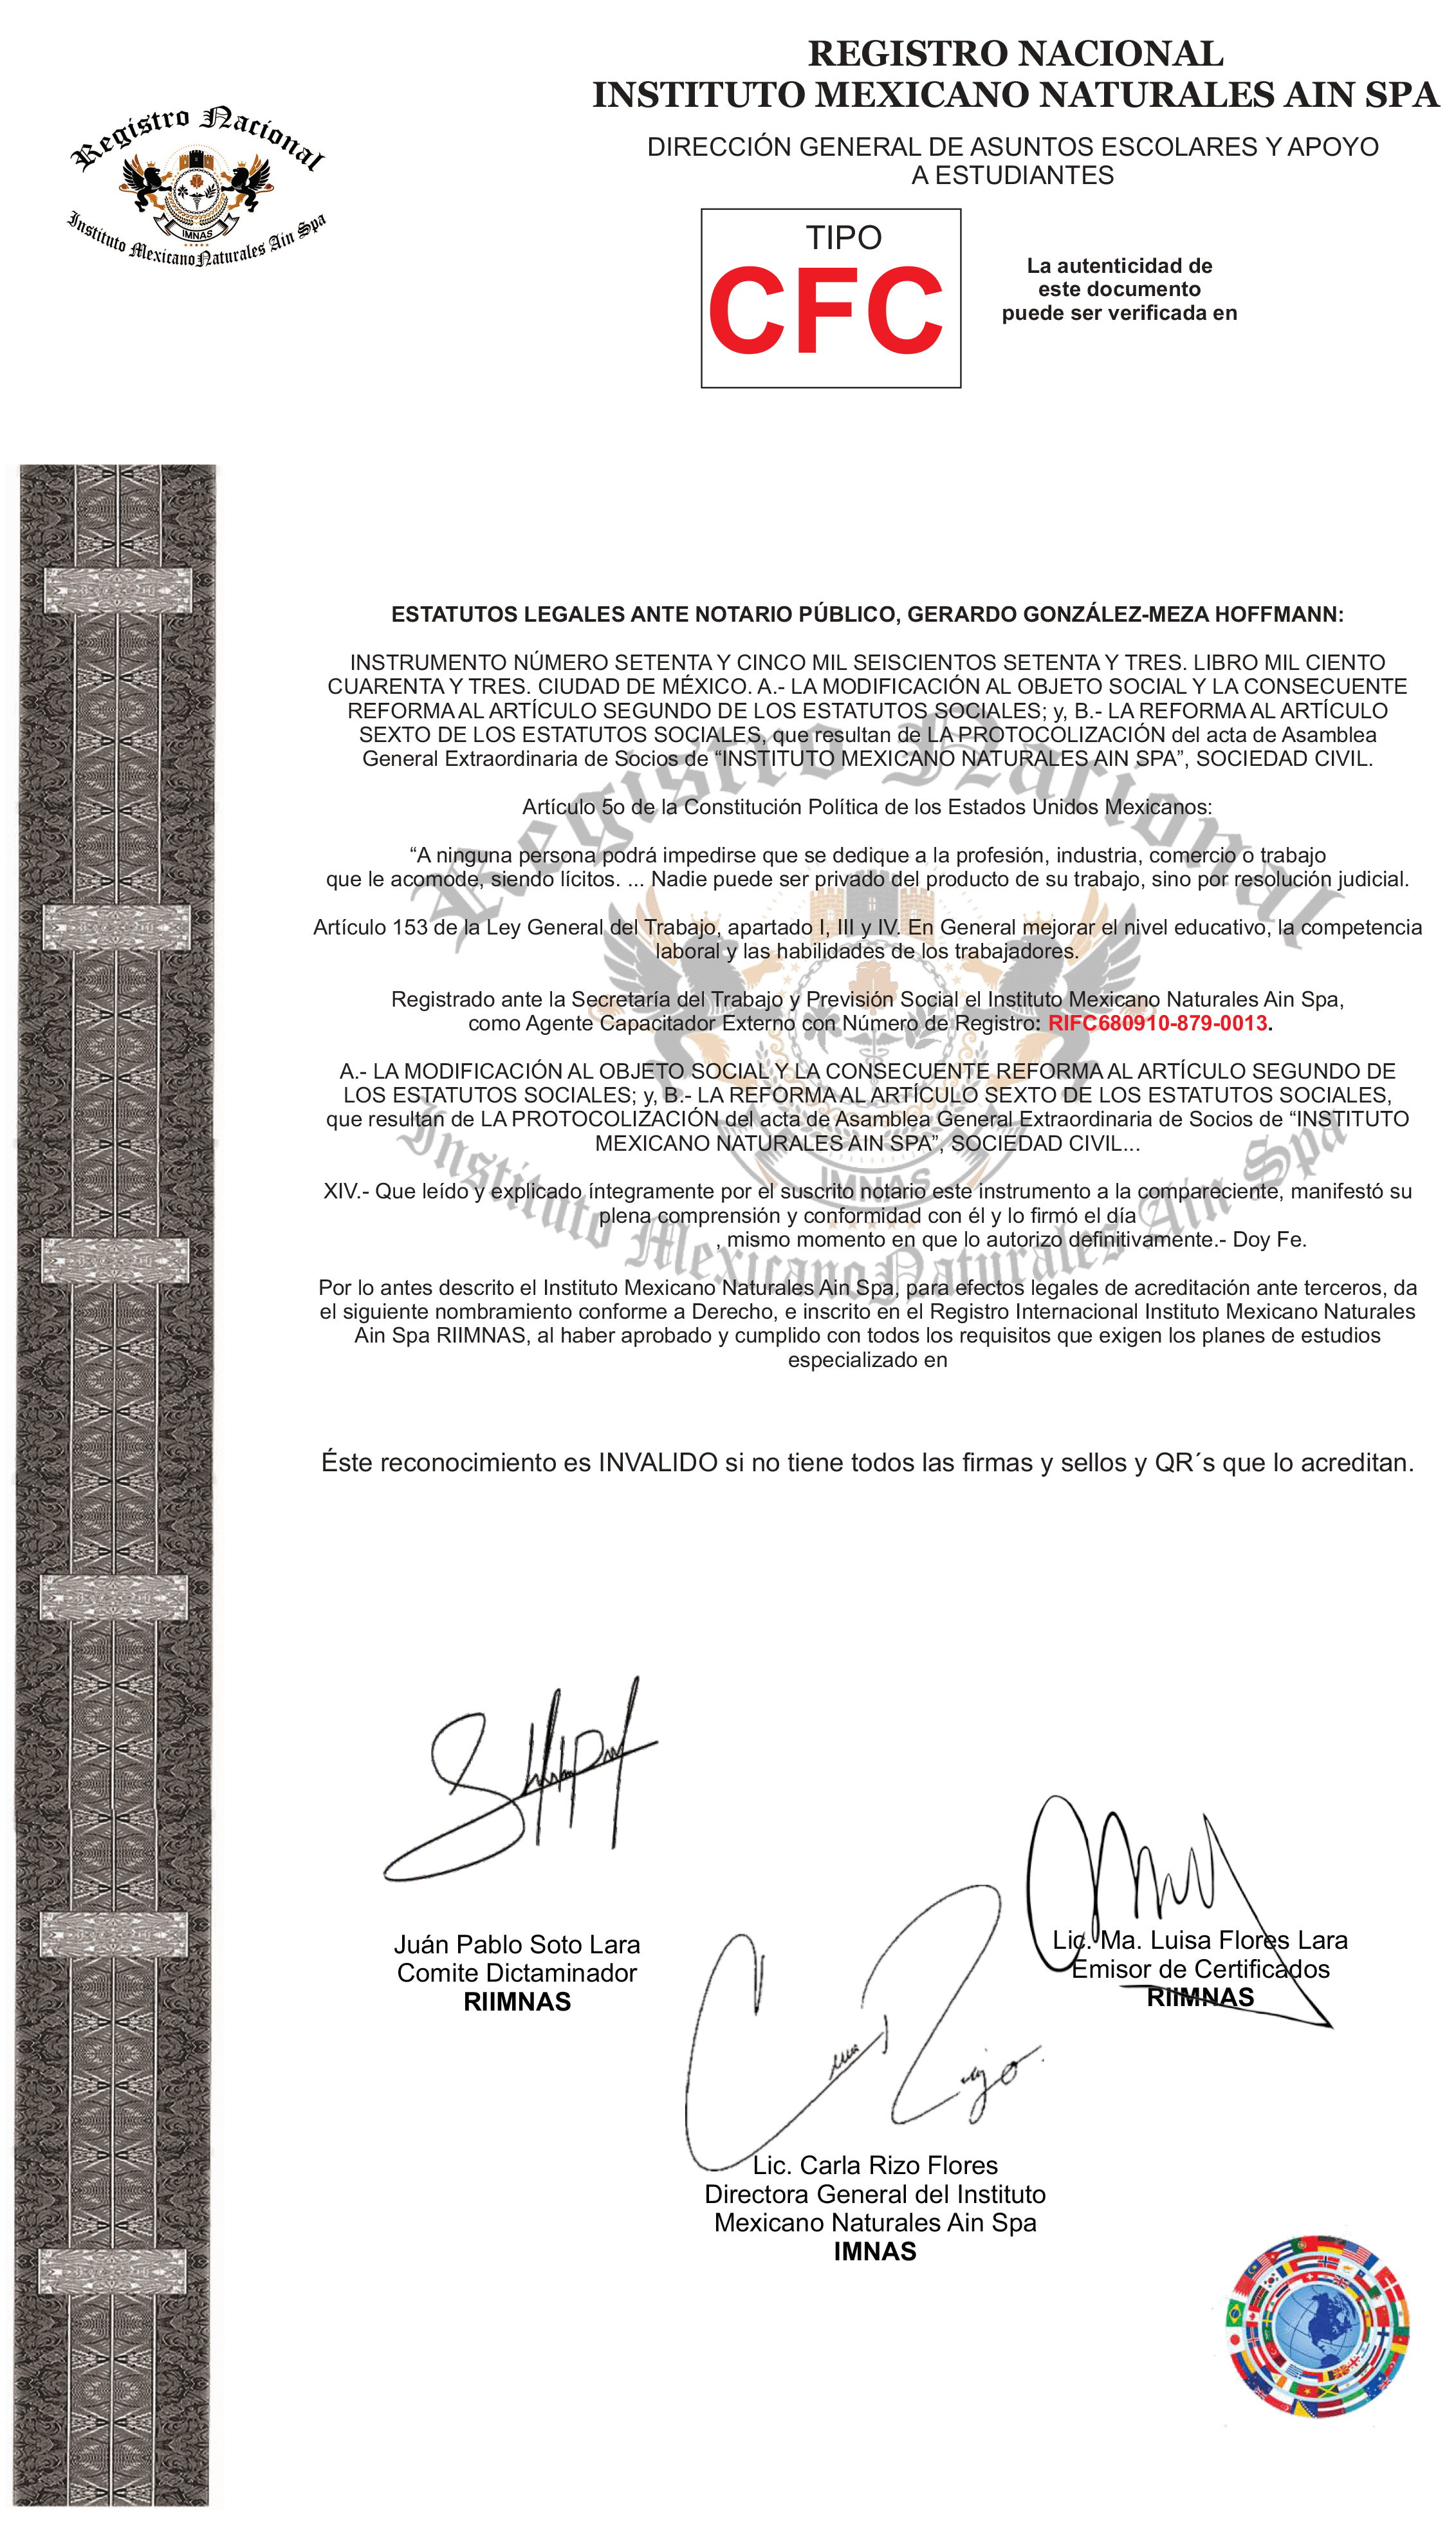 Registro Nacional
IMNAS
Instituto Mexicano Naturales Ain Spa
REGISTRO NACIONAL
INSTITUTO MEXICANO NATURALES AIN SPA
DIRECCIÓN GENERAL DE ASUNTOS ESCOLARES Y APOYO
A ESTUDIANTES
TIPO
CFC
La autenticidad de
este documento
puede ser verificada en
ESTATUTOS LEGALES ANTE NOTARIO PÚBLICO, GERARDO GONZÁLEZ-MEZA HOFFMANN:
INSTRUMENTO NÚMERO SETENTA Y CINCO MIL SEISCIENTOS SETENTA Y TRES. LIBRO MIL CIENTO
CUARENTA Y TRES. CIUDAD DE MÉXICO. A.- LA MODIFICACIÓN AL OBJETO SOCIAL Y LA CONSECUENTE
REFORMA AL ARTÍCULO SEGUNDO DE LOS ESTATUTOS SOCIALES; y, B.- LA REFORMA AL ARTÍCULO
SEXTO DE LOS ESTATUTOS SOCIALES, que resultan de LA PROTOCOLIZACIÓN del acta de Asamblea
General Extraordinaria de Socios de “INSTITUTO MEXICANO NATURALES AIN SPA”, SOCIEDAD CIVIL.
Artículo 5o de la Constitución Política de los Estados Unidos Mexicanos:
“A ninguna persona podrá impedirse que se dedique a la profesión, industria, comercio o trabajo
que le acomode, siendo lícitos. ... Nadie puede ser privado del producto de su trabajo, sino por resolución judicial.
Artículo 153 de la Ley General del Trabajo, apartado I, III y IV. En General mejorar el nivel educativo, la competencia
laboral y las habilidades de los trabajadores.
Registrado ante la Secretaría del Trabajo y Previsión Social el Instituto Mexicano Naturales Ain Spa,
como Agente Capacitador Externo con Número de Registro: RIFC680910-879-0013.
A.- LA MODIFICACIÓN AL OBJETO SOCIAL Y LA CONSECUENTE REFORMA AL ARTÍCULO SEGUNDO DE
LOS ESTATUTOS SOCIALES; y, B.- LA REFORMA AL ARTÍCULO SEXTO DE LOS ESTATUTOS SOCIALES,
que resultan de LA PROTOCOLIZACIÓN del acta de Asamblea General Extraordinaria de Socios de “INSTITUTO
MEXICANO NATURALES AIN SPA”, SOCIEDAD CIVIL...
XIV.- Que leído y explicado íntegramente por el suscrito notario este instrumento a la compareciente, manifestó su
plena comprensión y conformidad con él y lo firmó el día
, mismo momento en que lo autorizo definitivamente.- Doy Fe.
Por lo antes descrito el Instituto Mexicano Naturales Ain Spa, para efectos legales de acreditación ante terceros, da
el siguiente nombramiento conforme a Derecho, e inscrito en el Registro Internacional Instituto Mexicano Naturales
Ain Spa RIIMNAS, al haber aprobado y cumplido con todos los requisitos que exigen los planes de estudios
especializado en
Registro Nacional
IMNAS
Instituto Mexicano Naturales Ain Spa
Éste reconocimiento es INVALIDO si no tiene todos las firmas y sellos y QR´s que lo acreditan.
Juán Pablo Soto Lara
Comite Dictaminador
RIIMNAS
Lic. Ma. Luisa Flores Lara
Emisor de Certificados
RIIMNAS
Lic. Carla Rizo Flores
Directora General del Instituto
Mexicano Naturales Ain Spa
IMNAS